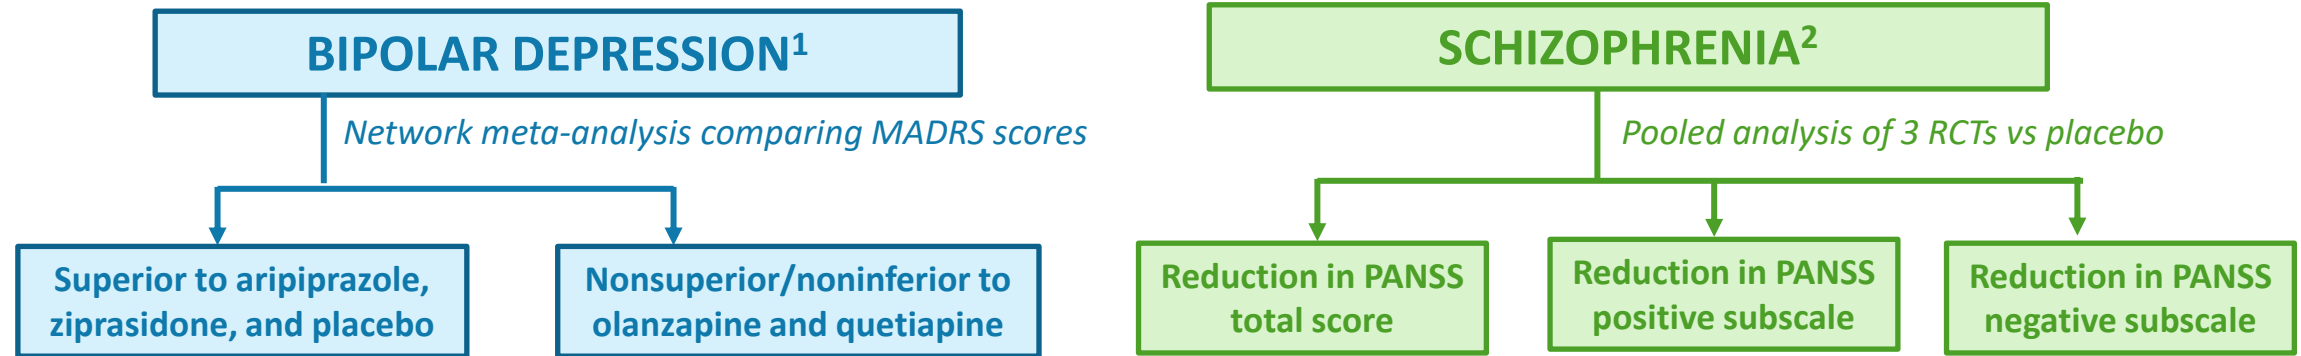 BIPOLAR DEPRESSION¹
Network meta-analysis comparing MADRS scores
Superior to aripiprazole,
ziprasidone, and placebo
Nonsuperior/noninferior to
olanzapine and quetiapine
SCHIZOPHRENIA²
Pooled analysis of 3 RCTs vs placebo
Reduction in PANSS
total score
Reduction in PANSS
positive subscale
Reduction in PANSS
negative subscale